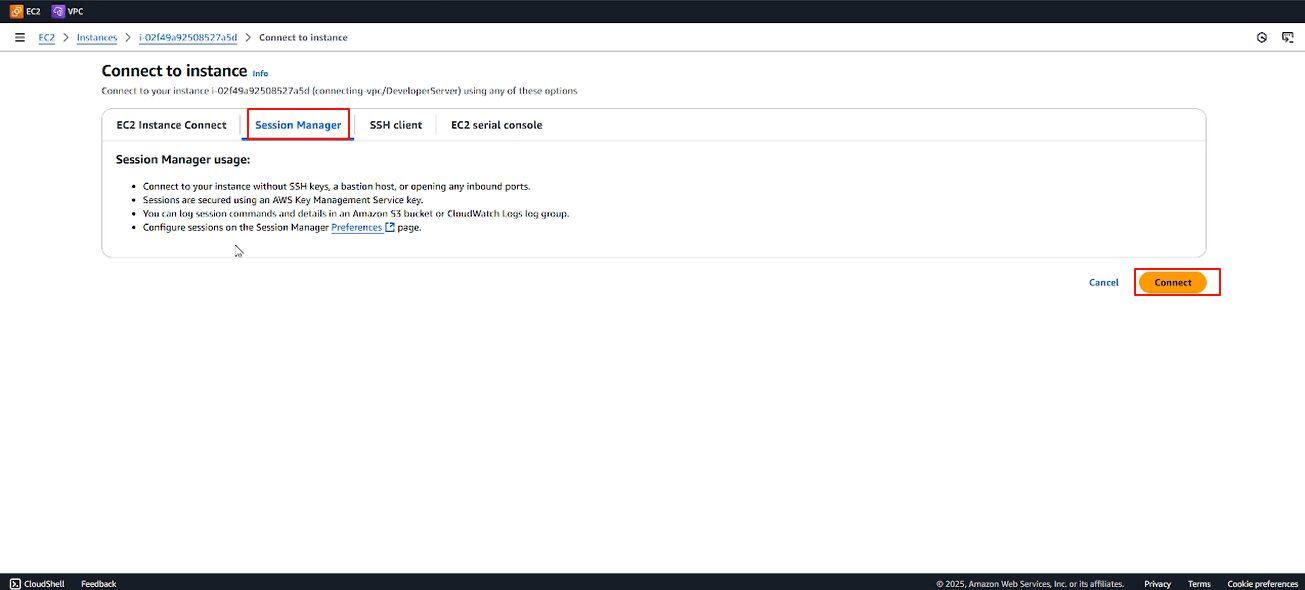 EC2 VPC
EC2 > Instances > i-02f49a92508527a5d > Connect to instance
Connect to instance Info
Connect to your instance i-02f49a92508527a5d (connecting-vpc/DeveloperServer) using any of these options
EC2 Instance Connect Session Manager SSH client EC2 serial console
Session Manager usage:
• Connect to your instance without SSH keys, a bastion host, or opening any inbound ports.
• Sessions are secured using an AWS Key Management Service key.
• You can log session commands and details in an Amazon S3 bucket or CloudWatch Logs log group.
• Configure sessions on the Session Manager Preferences page.
Cancel Connect
CloudShell Feedback © 2025, Amazon Web Services, Inc. or its affiliates. Privacy Terms Cookie preferences